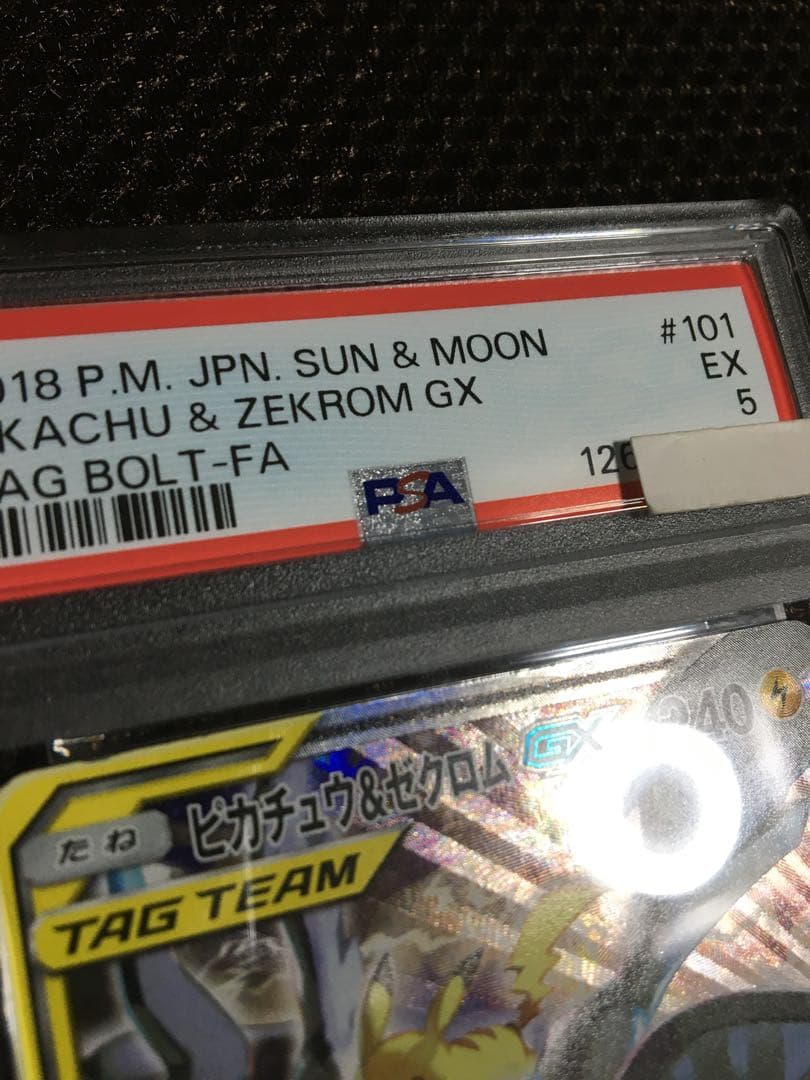 018 P.M. JPN. SUN & MOON #101
KACHU & ZEKROM GX EX
AG BOLT-FA 5
126
PSA
ピカチュウ&ゼクロム GX 240
たね
TAG TEAM